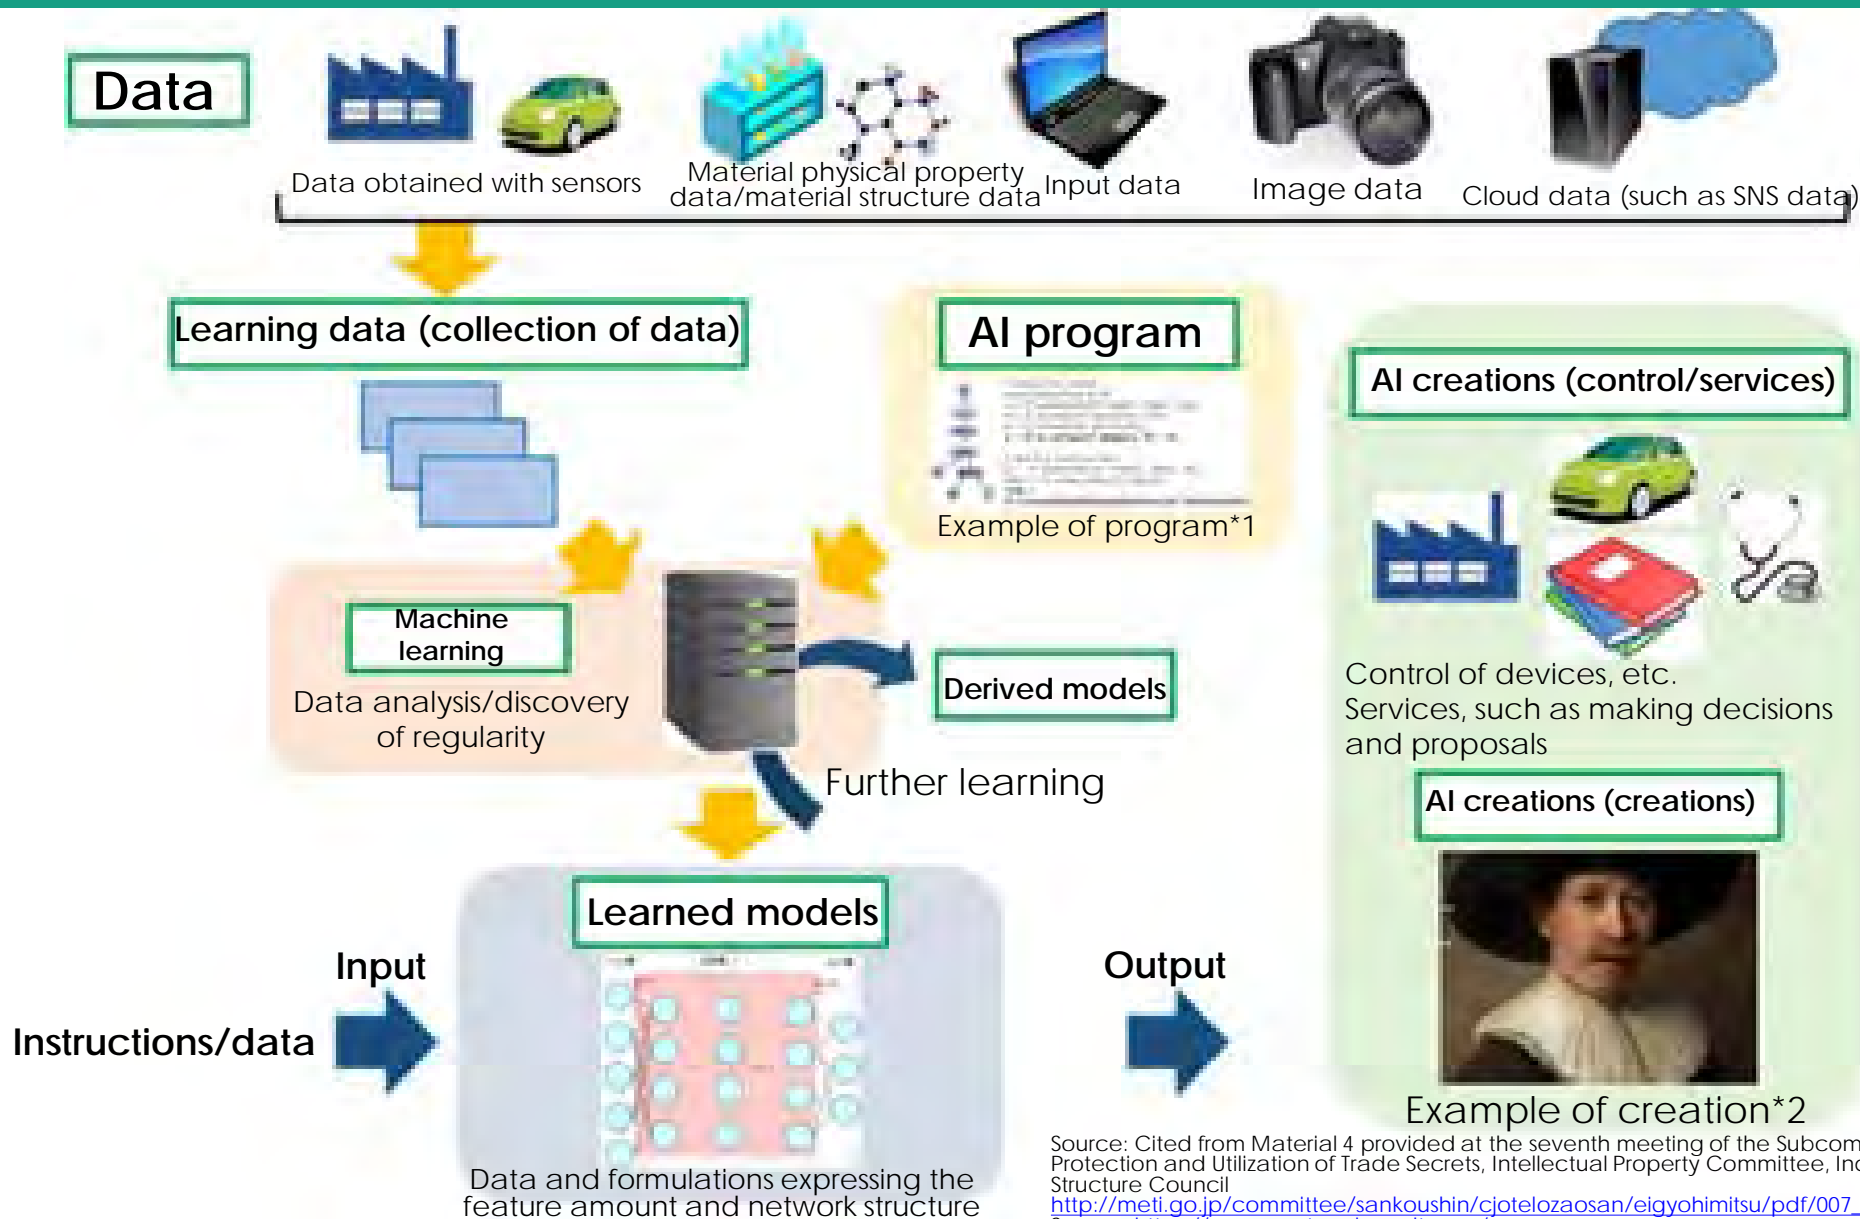 Data
Data obtained with sensors
Material physical property
data/material structure data
Input data
Image data
Cloud data (such as SNS data)
Learning data (collection of data)
AI program
Example of program*1
AI creations (control/services)
Machine
learning
Data analysis/discovery
of regularity
Derived models
Further learning
Control of devices, etc.
Services, such as making decisions
and proposals
AI creations (creations)
Learned models
Input
Instructions/data
Output
Example of creation*2
Data and formulations expressing the
feature amount and network structure
Source: Cited from Material 4 provided at the seventh meeting of the Subcom
Protection and Utilization of Trade Secrets, Intellectual Property Committee, Ind
Structure Council
http://meti.go.jp/committee/sankoushin/cjotelozaosan/eigyohimitsu/pdf/007_